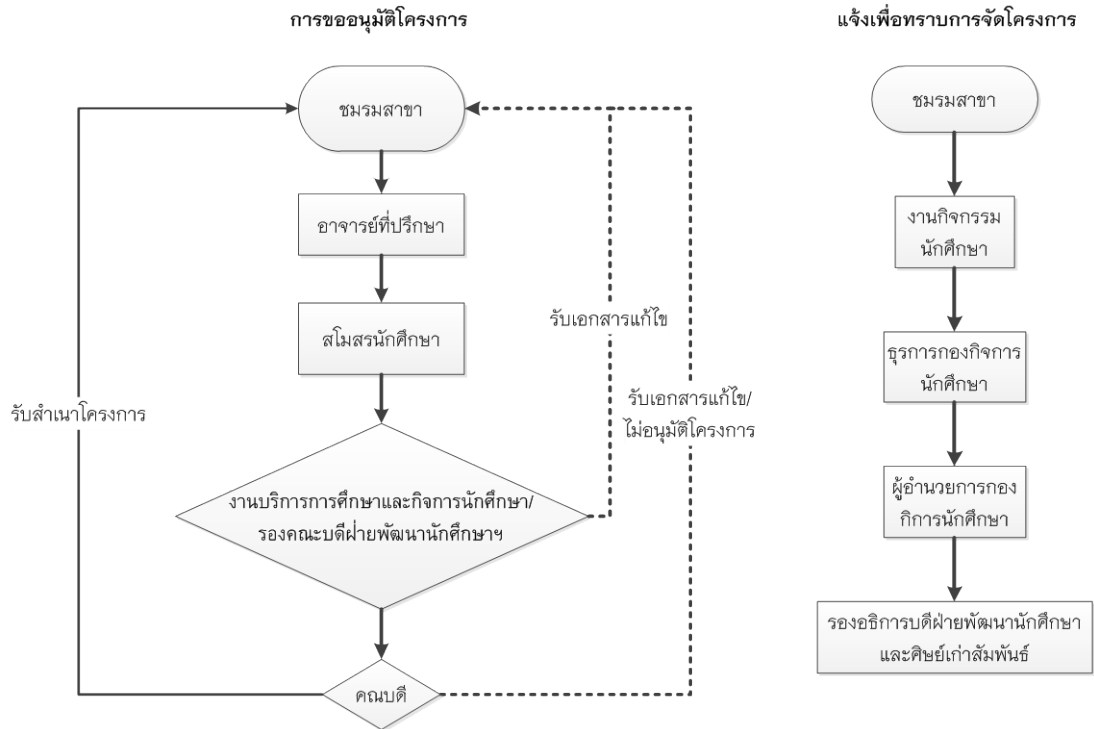 การขออนุมัติโครงการ
ชมรมสาขา
อาจารย์ที่ปรึกษา
สโมสรนักศึกษา
รับเอกสารแก้ไข
รับสำเนาโครงการ
รับเอกสารแก้ไข/
ไม่อนุมัติโครงการ
งานบริการการศึกษาและกิจการนักศึกษา/
รองคณะบดีฝ่ายพัฒนานักศึกษาฯ
คณบดี
แจ้งเพื่อทราบการจัดโครงการ
ชมรมสาขา
งานกิจกรรม
นักศึกษา
ธุรการกองกิจการ
นักศึกษา
ผู้อำนวยการกอง
กิการนักศึกษา
รองอธิการบดีฝ่ายพัฒนานักศึกษา
และศิษย์เก่าสัมพันธ์